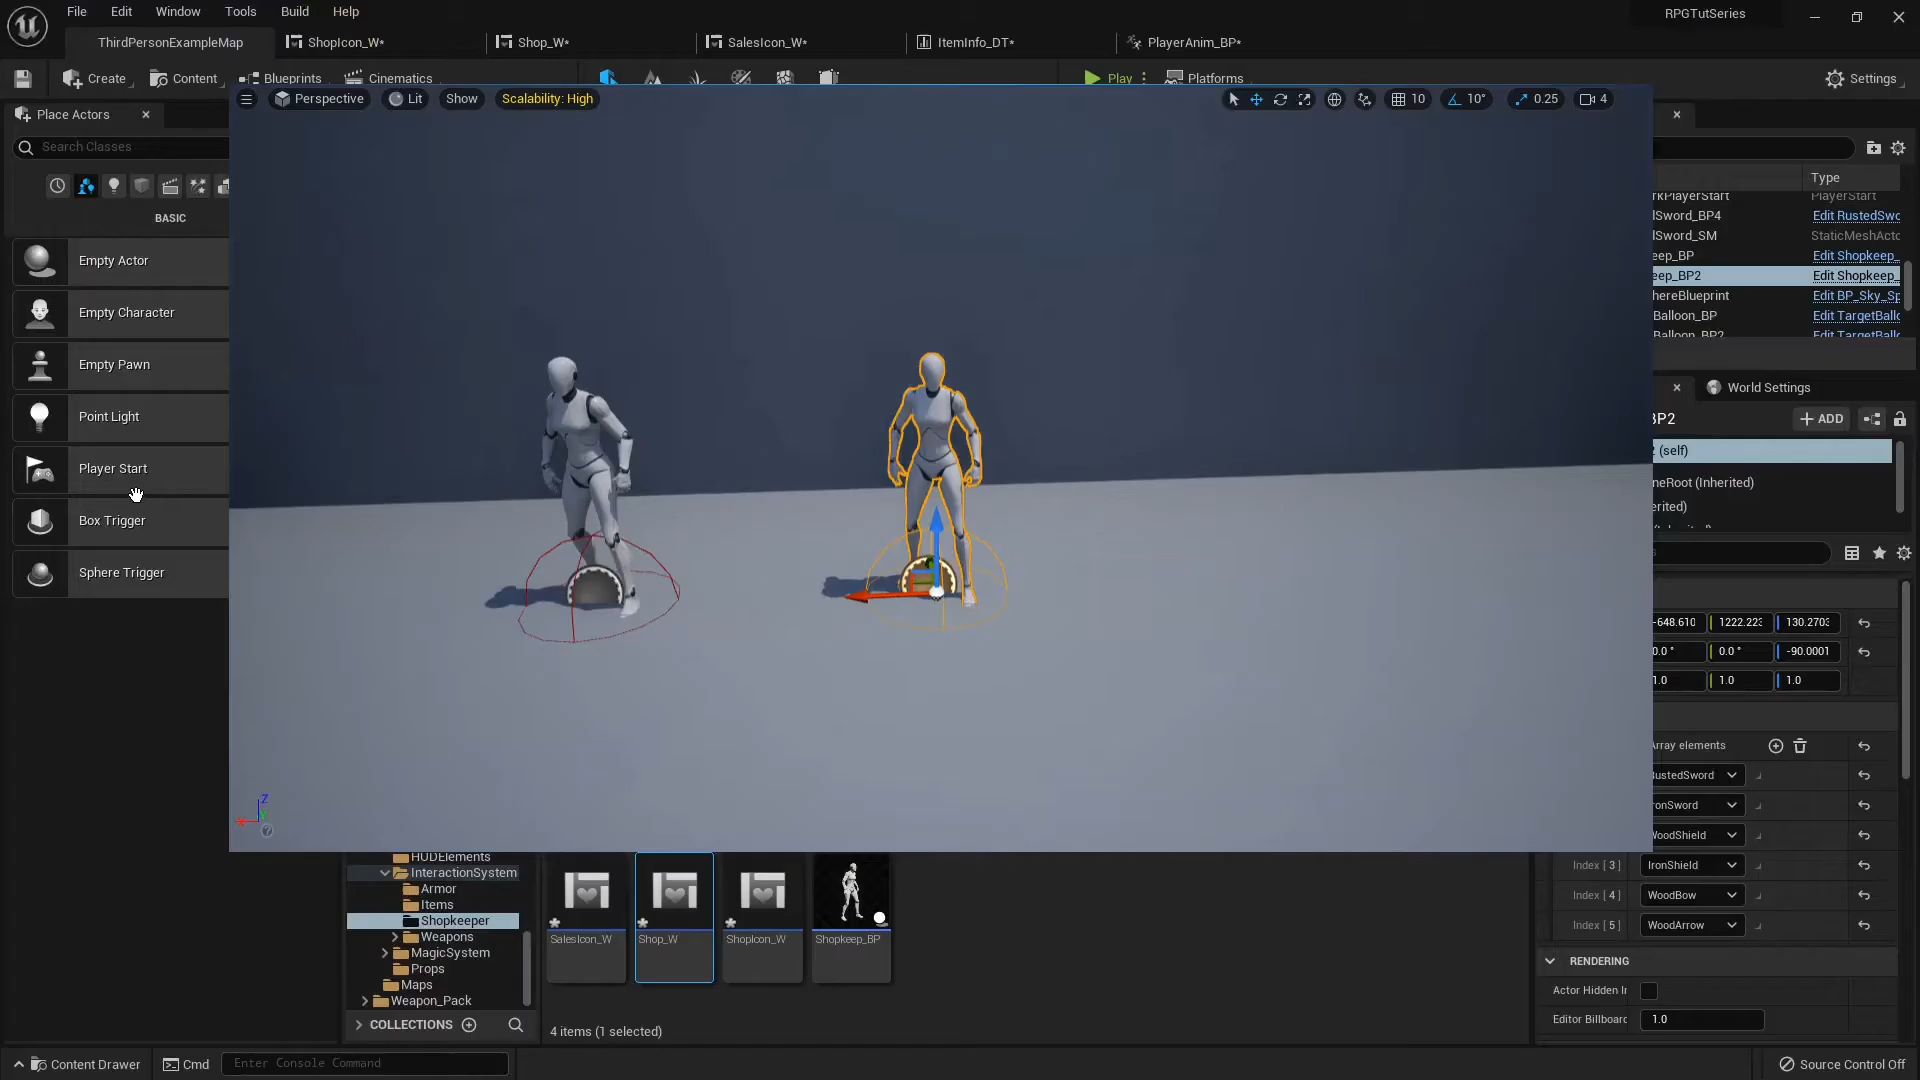 File Edit Window Tools Build Help
RPGTutSeries
ThirdPersonExampleMap
ShopIcon_W*
Shop_W*
SalesIcon_W*
ItemInfo_DT*
PlayerAnim_BP*
Create
Content
Blueprints
Cinematics
Play
Platforms
Settings
Place Actors
Perspective
Lit
Show
Scalability: High
10
10°
0.25
4
Search Classes
BASIC
Empty Actor
Empty Character
Empty Pawn
Point Light
Player Start
Box Trigger
Sphere Trigger
Type
rkPlayerStart PlayerStart
lSword_BP4 Edit RustedSwo
lSword_SM StaticMeshActo
eep_BP Edit Shopkeep_
eep_BP2 Edit Shopkeep_
hereBlueprint Edit BP_Sky_Sp
Balloon_BP Edit TargetBallo
Balloon_BP2 Edit TargetBallo
World Settings
BP2
ADD
(self)
neRoot (Inherited)
erited)
-648.610 1222.223 130.2703
0.0 ° 0.0 ° -90.0001
1.0 1.0 1.0
Array elements
RustedSword
ronSword
WoodShield
Index [ 3 ] IronShield
Index [ 4 ] WoodBow
Index [ 5 ] WoodArrow
RENDERING
Actor Hidden I
Editor Billboard 1.0
Z
HUDElements
InteractionSystem
Armor
Items
Shopkeeper
Weapons
MagicSystem
Props
Maps
Weapon_Pack
COLLECTIONS
SalesIcon_W
Shop_W
ShopIcon_W
Shopkeep_BP
4 items (1 selected)
Content Drawer
Cmd
Enter Console Command
Source Control Off